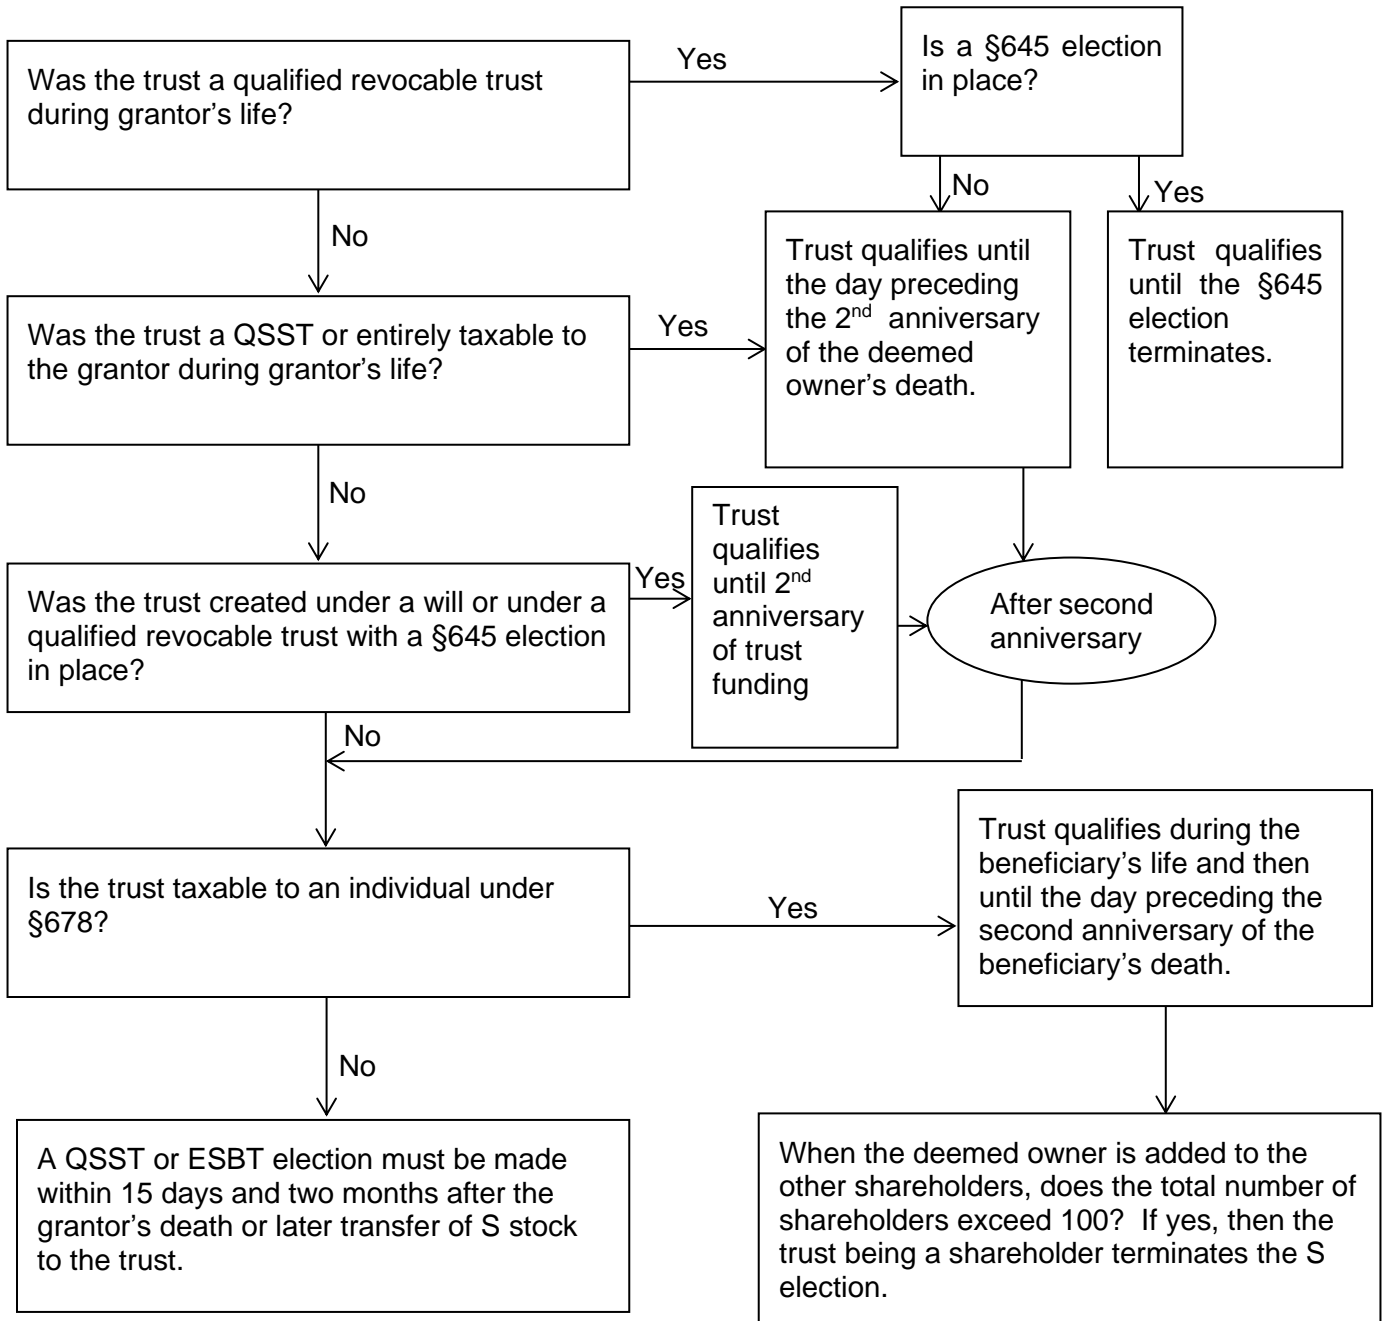 Was the trust a qualified revocable trust
during grantor's life?
Yes
Is a §645 election
in place?
No
Yes
No
Trust qualifies until
the day preceding
the 2nd anniversary
of the deemed
owner's death.
Trust qualifies
until the §645
election
terminates.
Was the trust a QSST or entirely taxable to
the grantor during grantor's life?
Yes
No
Trust
qualifies
until 2nd
anniversary
of trust
funding
Was the trust created under a will or under a
qualified revocable trust with a §645 election
in place?
Yes
After second
anniversary
No
Is the trust taxable to an individual under
§678?
Yes
Trust qualifies during the
beneficiary's life and then
until the day preceding the
second anniversary of the
beneficiary's death.
No
A QSST or ESBT election must be made
within 15 days and two months after the
grantor's death or later transfer of S stock
to the trust.
When the deemed owner is added to the
other shareholders, does the total number of
shareholders exceed 100? If yes, then the
trust being a shareholder terminates the S
election.